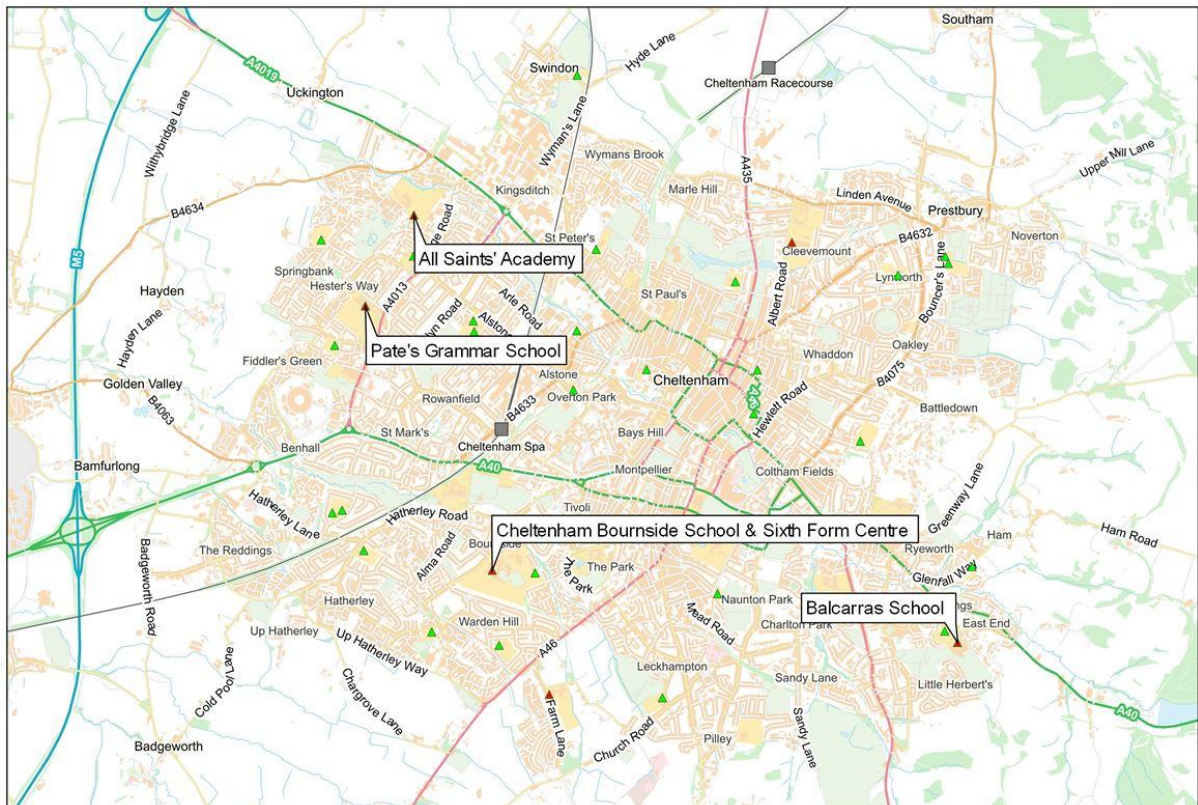 Southam
Hyde Lane
Swindon
Cheltenham Racecourse
A4019
Uckington
Withybridge Lane
Wyman's Lane
Wymans Brook
A435
Upper Mill Lane
Marle Hill
Linden Avenue
Kingsditch
Prestbury
B4634
B4632
Noverton
St Peter's
Cleevemount
M5
All Saints' Academy
Springbank
Hester's Way
A4013
Lynworth
Bouncer's Lane
Hayden
St Paul's
Albert Road
Arle Road
Hayden Lane
Pate's Grammar School
Oakley
Whaddon
Fiddler's Green
Alstone
Cheltenham
B4075
Golden Valley
Rowanfield
Overton Park
B4063
B4633
A46
Hewlett Road
Battledown
St Mark's
Bays Hill
Cheltenham Spa
Benhall
Bamfurlong
A40
Montpellier
Coltham Fields
Greenway Lane
Hatherley Lane
Tivoli
Hatherley Road
Cheltenham Bournside School & Sixth Form Centre
Ham
Ham Road
The Reddings
Ryeworth
Alma Road
The Park
The Park
Glenfall Way
Badgeworth Road
Hatherley
Naunton Park
Balcarras School
Mead Road
Charlton Park
East End
Warden Hill
Up Hatherley
Up Hatherley Way
A46
Leckhampton
Sandy Lane
Little Herbert's
Cold Pool Lane
Chargrove Lane
Farm Lane
Church Road
Sandy Lane
A40
Pilley
Badgeworth